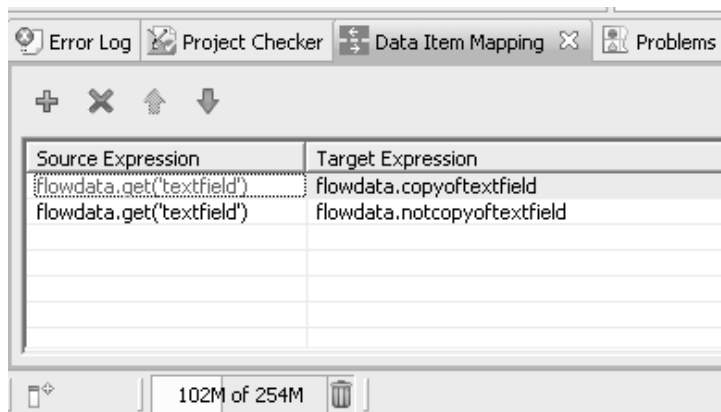 Error Log Project Checker Data Item Mapping Problems
Source Expression Target Expression
flowdata.get('textfield') flowdata.copyoftextfield
flowdata.get('textfield') flowdata.notcopyoftextfield
102M of 254M